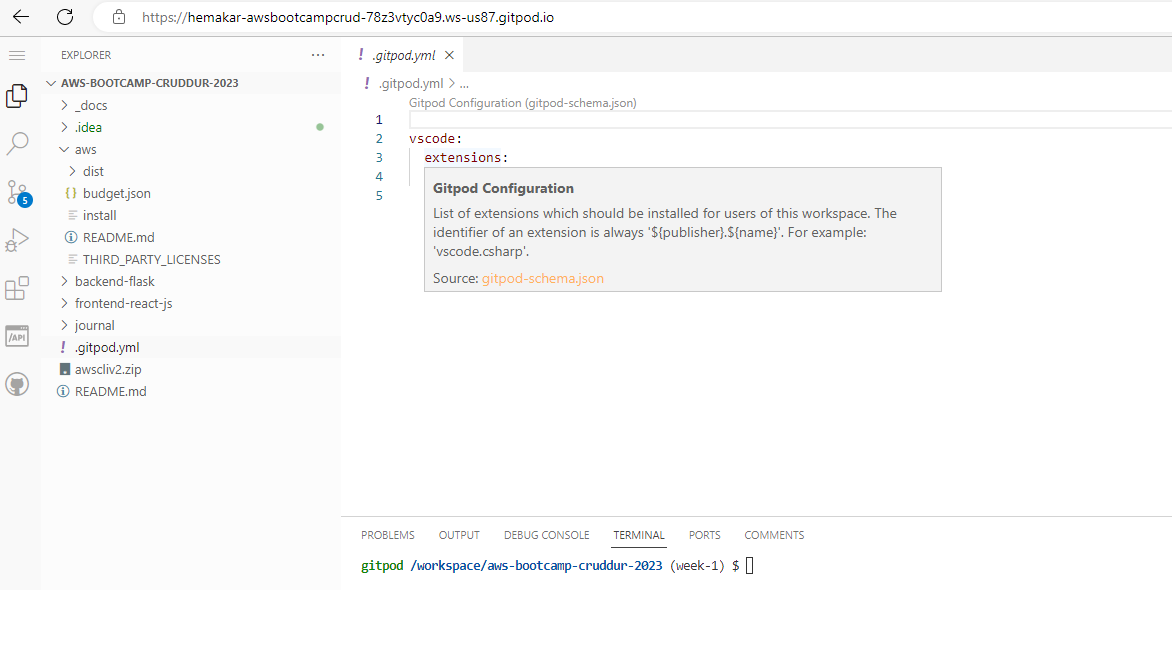 https://hemakar-awsbootcampcrud-78z3vtyc0a9.ws-us87.gitpod.io
EXPLORER
AWS-BOOTCAMP-CRUDDUR-2023
_docs
.idea
aws
dist
budget.json
install
README.md
THIRD_PARTY_LICENSES
backend-flask
frontend-react-js
journal
.gitpod.yml
awscliv2.zip
README.md
5
/API
.gitpod.yml
.gitpod.yml > ...
Gitpod Configuration (gitpod-schema.json)
1
2 vscode:
3 extensions:
4
5
Gitpod Configuration
List of extensions which should be installed for users of this workspace. The
identifier of an extension is always '${publisher}.${name}'. For example:
'vscode.csharp'.
Source: gitpod-schema.json
PROBLEMS OUTPUT DEBUG CONSOLE TERMINAL PORTS COMMENTS
gitpod /workspace/aws-bootcamp-cruddur-2023 (week-1) $